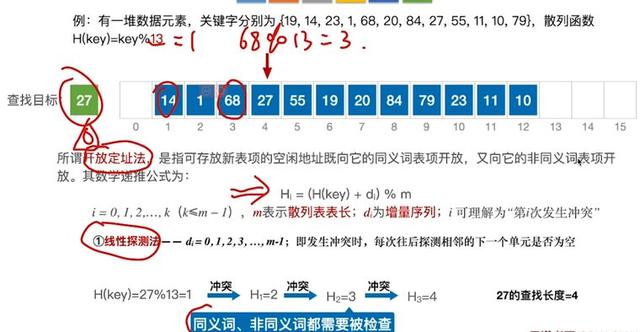 例：有一堆数据元素，关键字分别为 {19, 14, 23, 1, 68, 20, 84, 27, 55, 11, 10, 79}，散列函数
H(key)=key%13 =1 68%13=3.
查找目标： 27 14 1 68 27 55 19 20 84 79 23 11 10
0 1 2 3 4 5 6 7 8 9 10 11 12 13 14 15
所谓开放定址法，是指可存放新表项的空闲地址既向它的同义词表项开放，又向它的非同义词表项开
放。其数学递推公式为：
Hi = (H(key) + di) % m
i = 0, 1, 2,…, k（k≤m – 1），m表示散列表表长；di为增量序列；i 可理解为“第i次发生冲突”
①线性探测法—— di = 0, 1, 2, 3, …, m-1；即发生冲突时，每次往后探测相邻的下一个单元是否为空
冲突 冲突 冲突
H(key)=27%13=1 H1=2 H2=3 H3=4 27的查找长度=4
同义词、非同义词都需要被检查